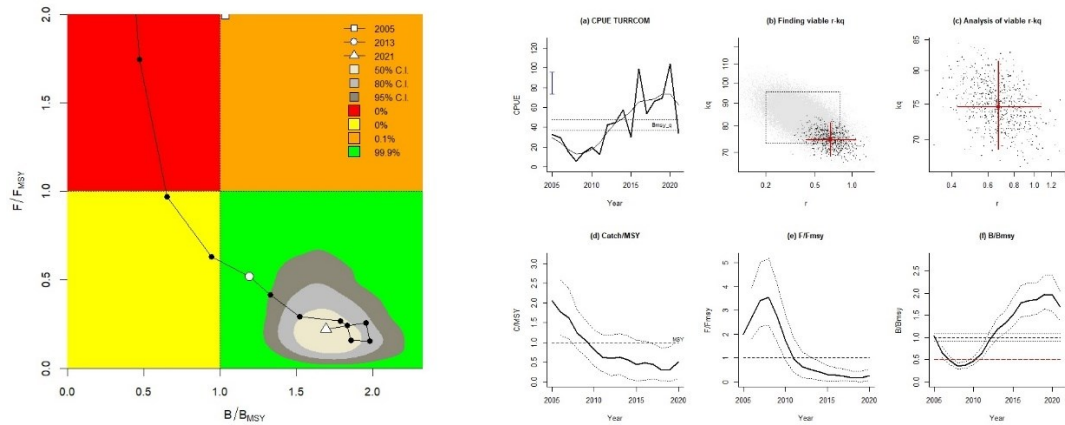 2.0
1.5
1.0
0.5
0.0
F / F_MSY
0.0 0.5 1.0 1.5 2.0
B / B_MSY
2005
2013
2021
50% C.I.
80% C.I.
95% C.I.
0%
0%
0.1%
99.9%
(a) CPUE TURRCOM
CPUE
0 20 40 60 80 100 120
2005 2010 2015 2020
Year
(b) Finding viable r-kq
kq
70 80 90 100 110
0.2 0.5 1.0
r
(c) Analysis of viable r-kq
kq
70 75 80 85
0.4 0.6 0.8 1.0 1.2
r
(d) Catch/MSY
C/MSY
0.0 0.5 1.0 1.5 2.0 2.5 3.0
MSY
2005 2010 2015 2020
Year
(e) F/Fmsy
F/Fmsy
0 1 2 3 4 5
2005 2010 2015 2020
Year
(f) B/Bmsy
B/Bmsy
0.0 0.5 1.0 1.5 2.0 2.5
2005 2010 2015 2020
Year